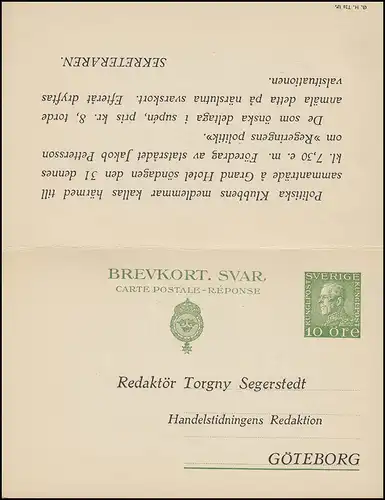 Politiska Klubbens medlemmar kallas härmed till
sammanträde å Grand Hotel söndagen den 31 dennes
kl. 7,30 e. m. Föredrag av statsrådet Jakob Pettersson
om »Regeringens politik».
De som önska deltaga i supén, pris kr. 8, torde
anmäla detta på närslutna svarskort. Efteråt dryftas
valsituationen.
SEKRETERAREN.
BREVKORT. SVAR.
CARTE POSTALE-RÉPONSE
SVERIGE
KUNGL.POST
10 ÖRE
Redaktör Torgny Segerstedt
Handelstidningens Redaktion
GÖTEBORG